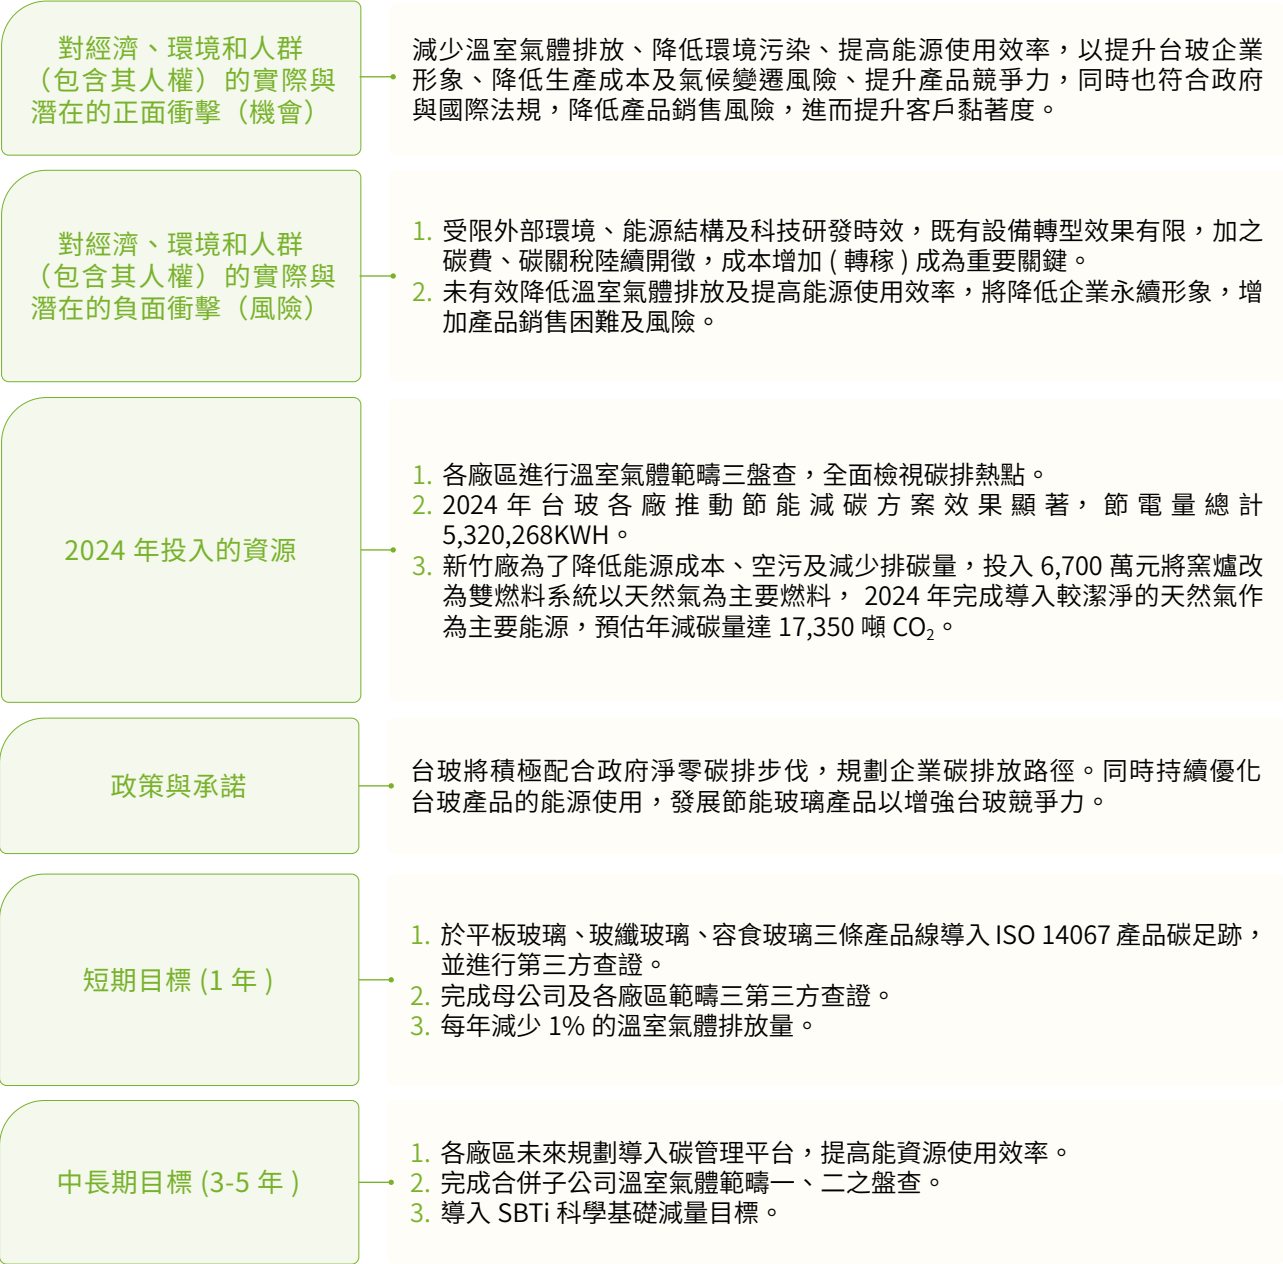 對經濟、環境和人群
（包含其人權）的實際與
潛在的正面衝擊（機會）
減少溫室氣體排放、降低環境污染、提高能源使用效率，以提升台玻企業
形象、降低生產成本及氣候變遷風險、提升產品競爭力，同時也符合政府
與國際法規，降低產品銷售風險，進而提升客戶黏著度。
對經濟、環境和人群
（包含其人權）的實際與
潛在的負面衝擊（風險）
1. 受限外部環境、能源結構及科技研發時效，既有設備轉型效果有限，加之
碳費、碳關稅陸續開徵，成本增加 ( 轉稼 ) 成為重要關鍵。
2. 未有效降低溫室氣體排放及提高能源使用效率，將降低企業永續形象，增
加產品銷售困難及風險。
2024 年投入的資源
1. 各廠區進行溫室氣體範疇三盤查，全面檢視碳排熱點。
2. 2024 年台玻各廠推動節能減碳方案效果顯著，節電量總計
5,320,268KWH。
3. 新竹廠為了降低能源成本、空污及減少排碳量，投入 6,700 萬元將窯爐改
為雙燃料系統以天然氣為主要燃料， 2024 年完成導入較潔淨的天然氣作
為主要能源，預估年減碳量達 17,350 噸 CO₂。
政策與承諾
台玻將積極配合政府淨零碳排步伐，規劃企業碳排放路徑。同時持續優化
台玻產品的能源使用，發展節能玻璃產品以增強台玻競爭力。
短期目標 (1 年 )
1. 於平板玻璃、玻纖玻璃、容食玻璃三條產品線導入 ISO 14067 產品碳足跡，
並進行第三方查證。
2. 完成母公司及各廠區範疇三第三方查證。
3. 每年減少 1% 的溫室氣體排放量。
中長期目標 (3-5 年 )
1. 各廠區未來規劃導入碳管理平台，提高能資源使用效率。
2. 完成合併子公司溫室氣體範疇一、二之盤查。
3. 導入 SBTi 科學基礎減量目標。